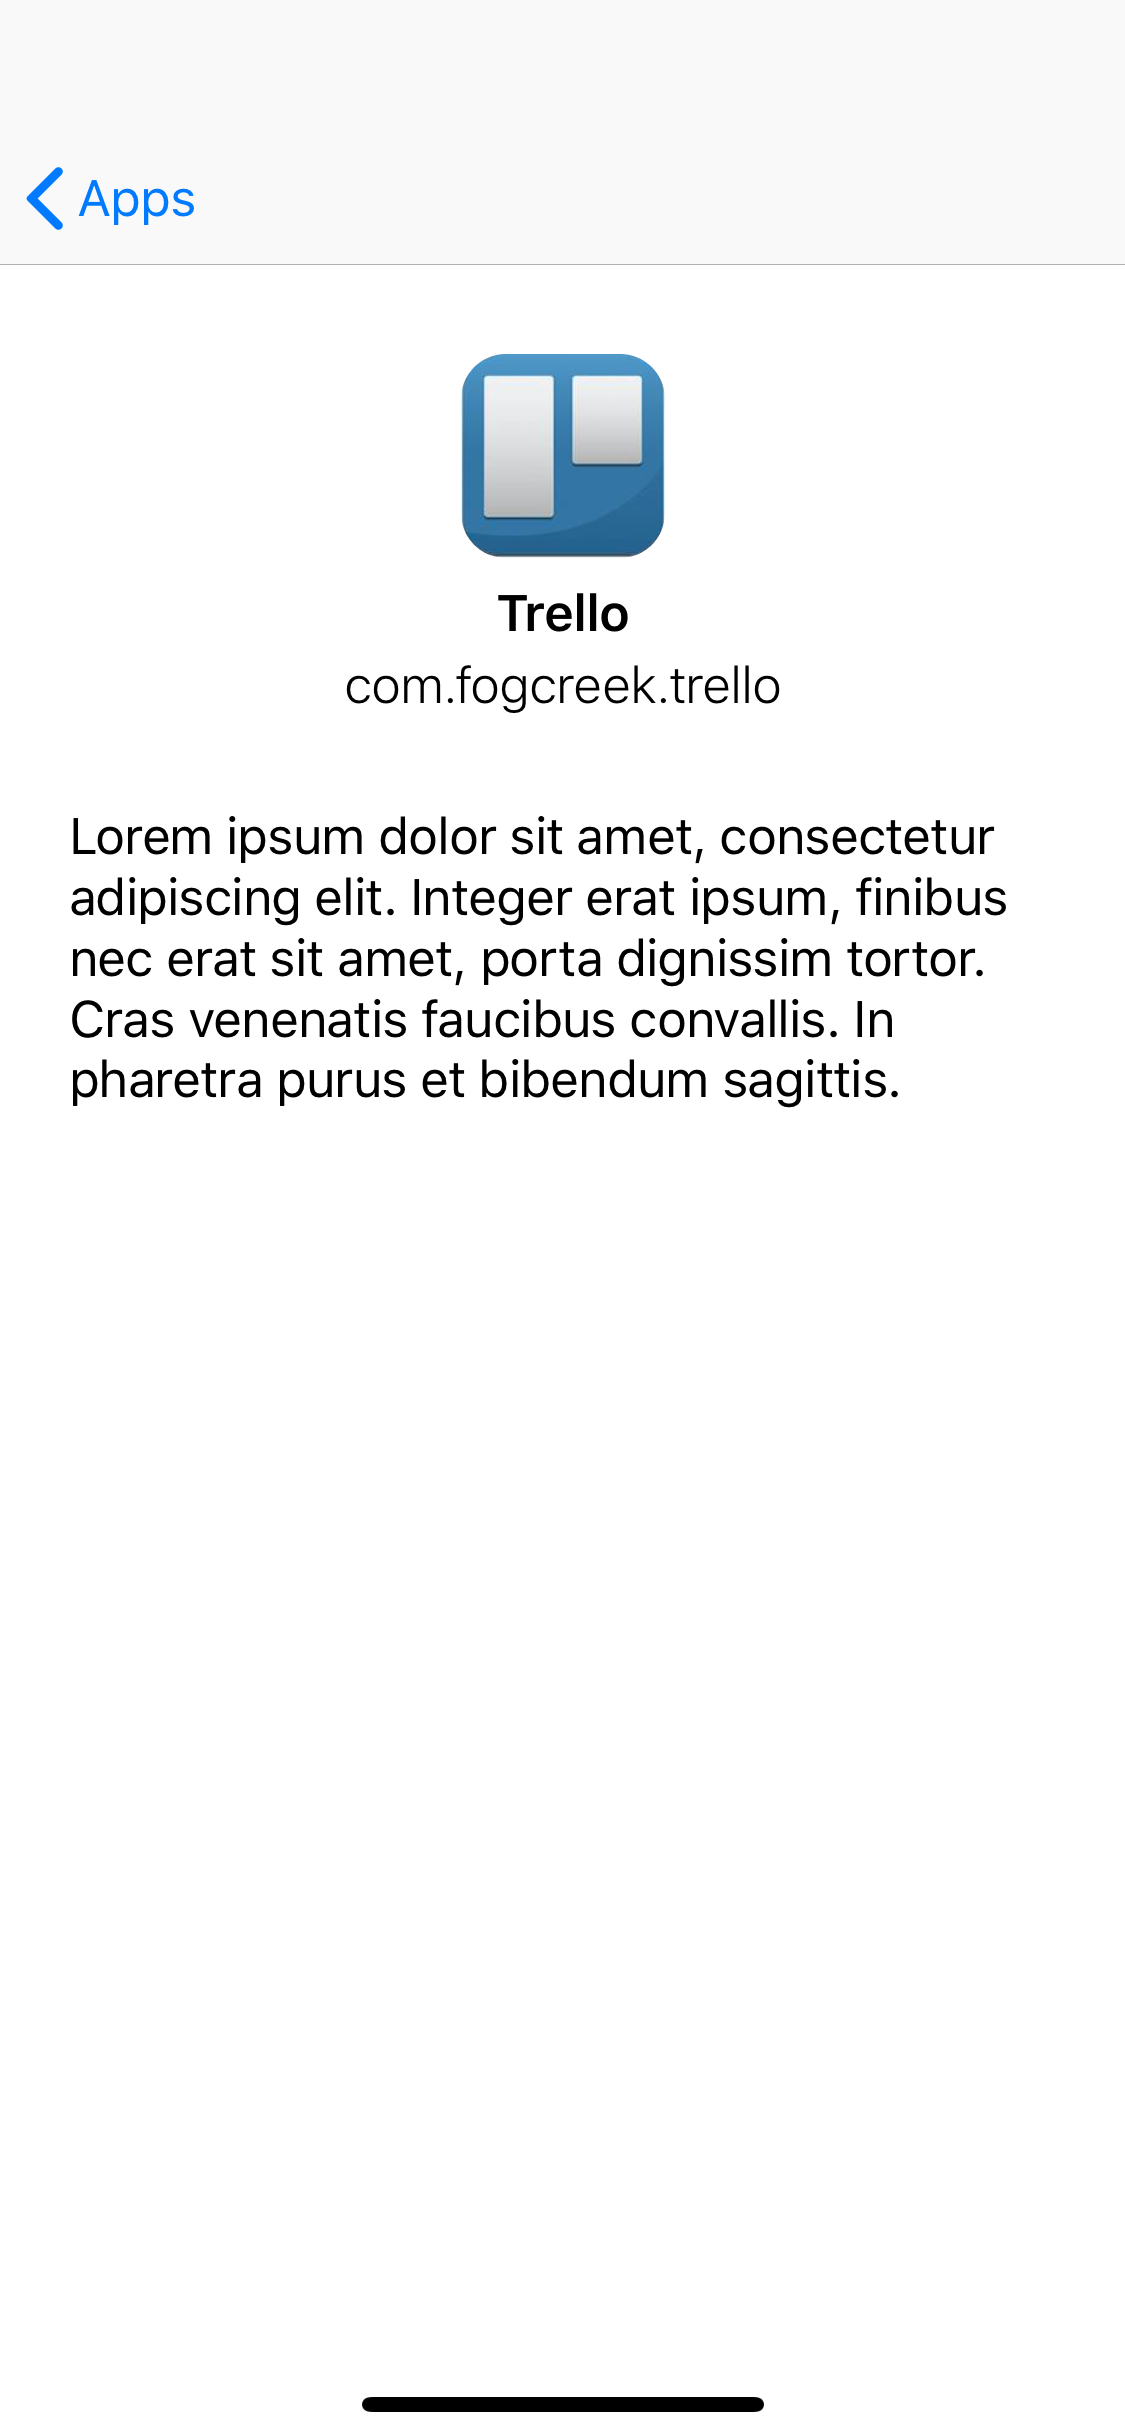 Apps
Trello
com.fogcreek.trello
Lorem ipsum dolor sit amet, consectetur
adipiscing elit. Integer erat ipsum, finibus
nec erat sit amet, porta dignissim tortor.
Cras venenatis faucibus convallis. In
pharetra purus et bibendum sagittis.